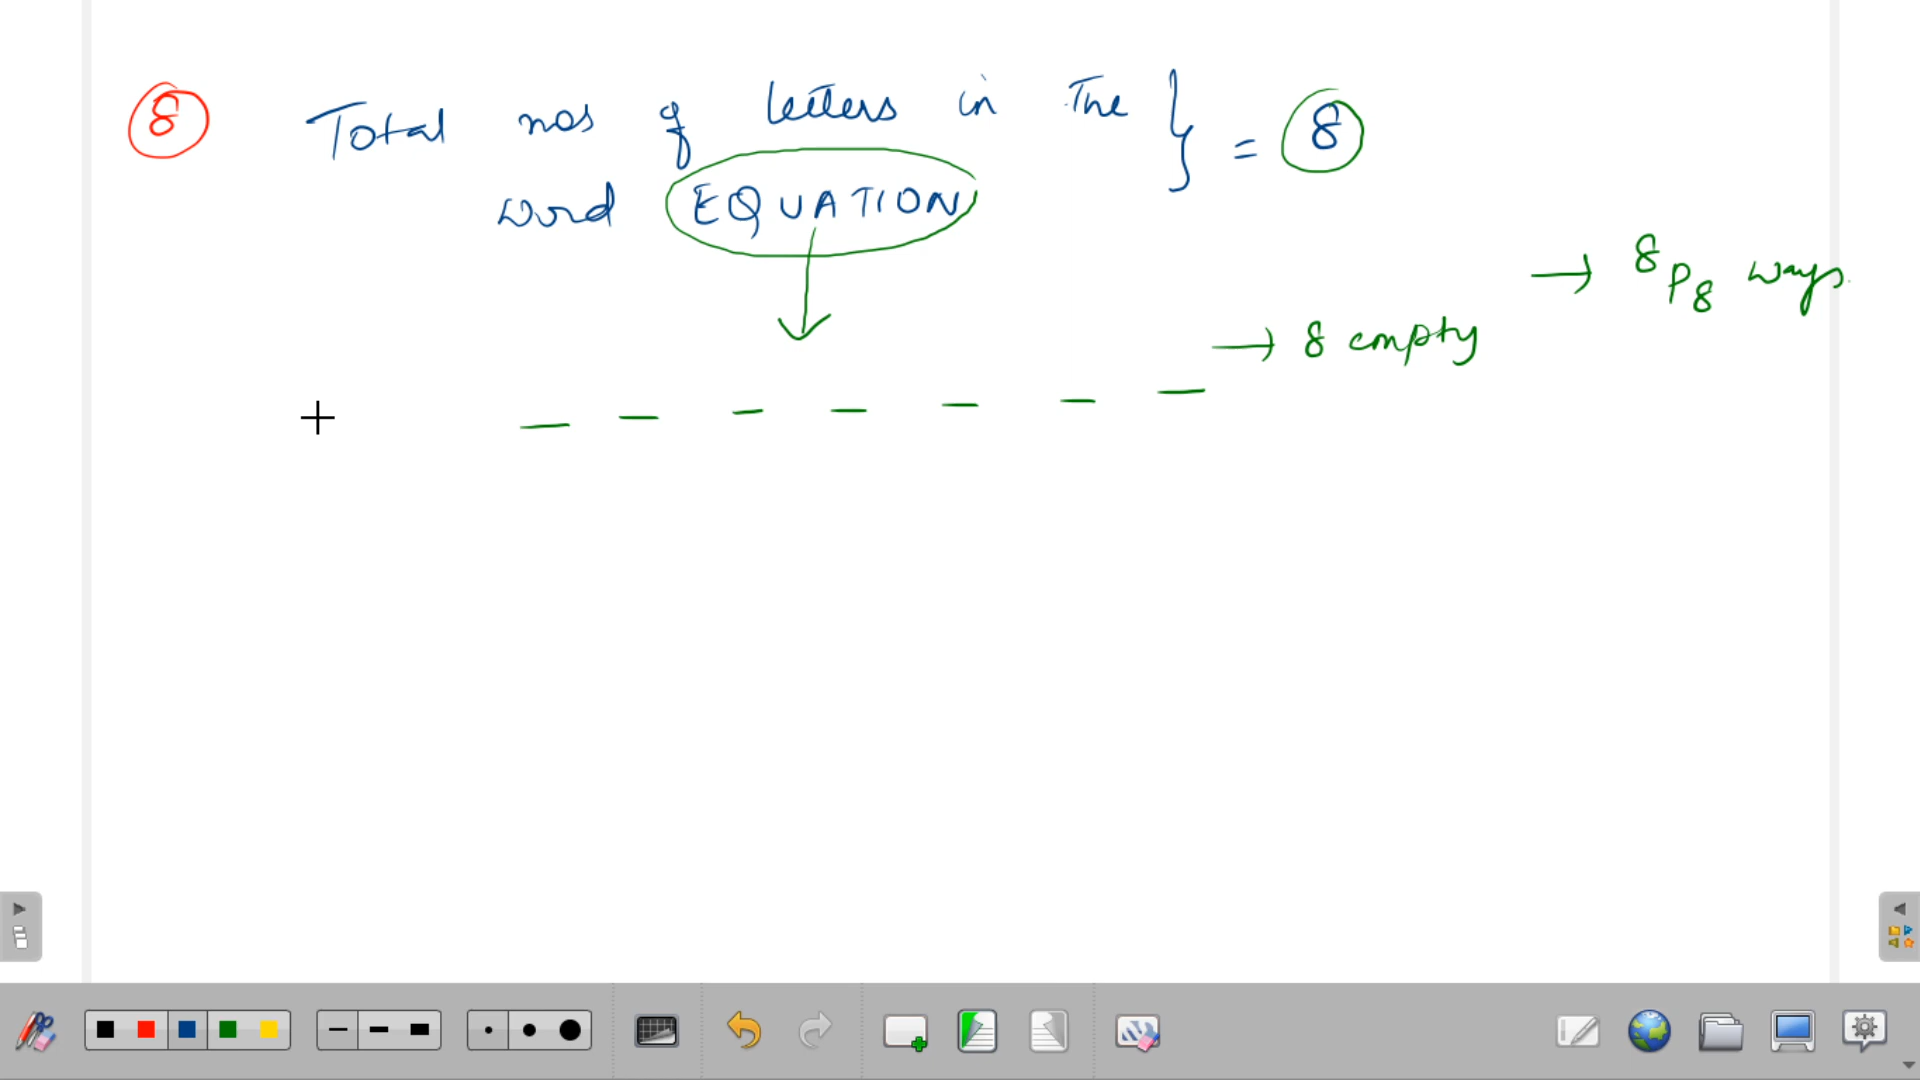 8 Total nos of letters in the } = 8
word EQUATION
→ 8P8 ways.
→ 8 empty